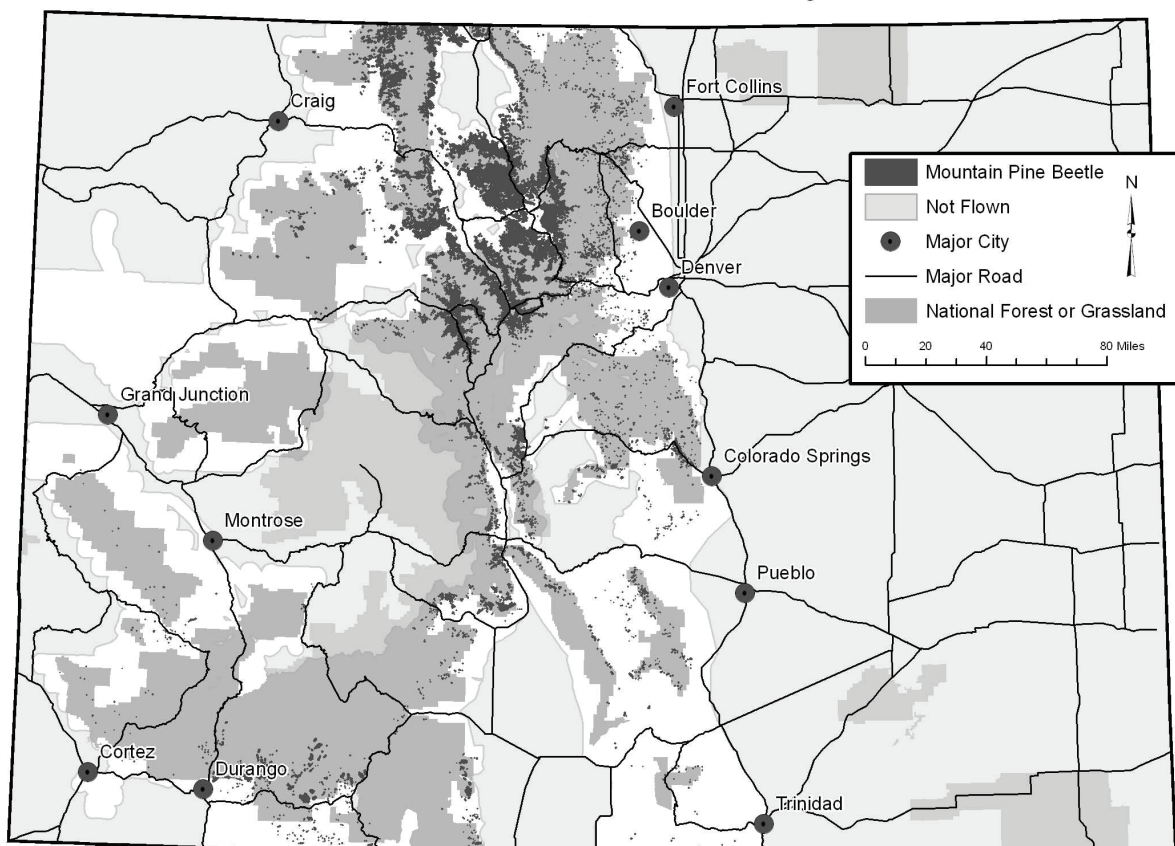 Fort Collins
Craig
Mountain Pine Beetle
N
Not Flown
Boulder
Major City
Denver
Major Road
National Forest or Grassland
0 20 40 80 Miles
Grand Junction
Colorado Springs
Montrose
Pueblo
Cortez
Durango
Trinidad